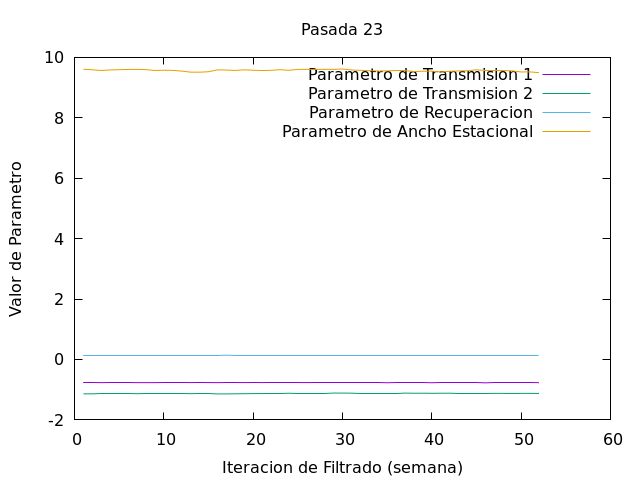 Pasada 23
10
8
6
4
2
0
-2
Valor de Parametro
Parametro de Transmision 1
Parametro de Transmision 2
Parametro de Recuperacion
Parametro de Ancho Estacional
0 10 20 30 40 50 60
Iteracion de Filtrado (semana)